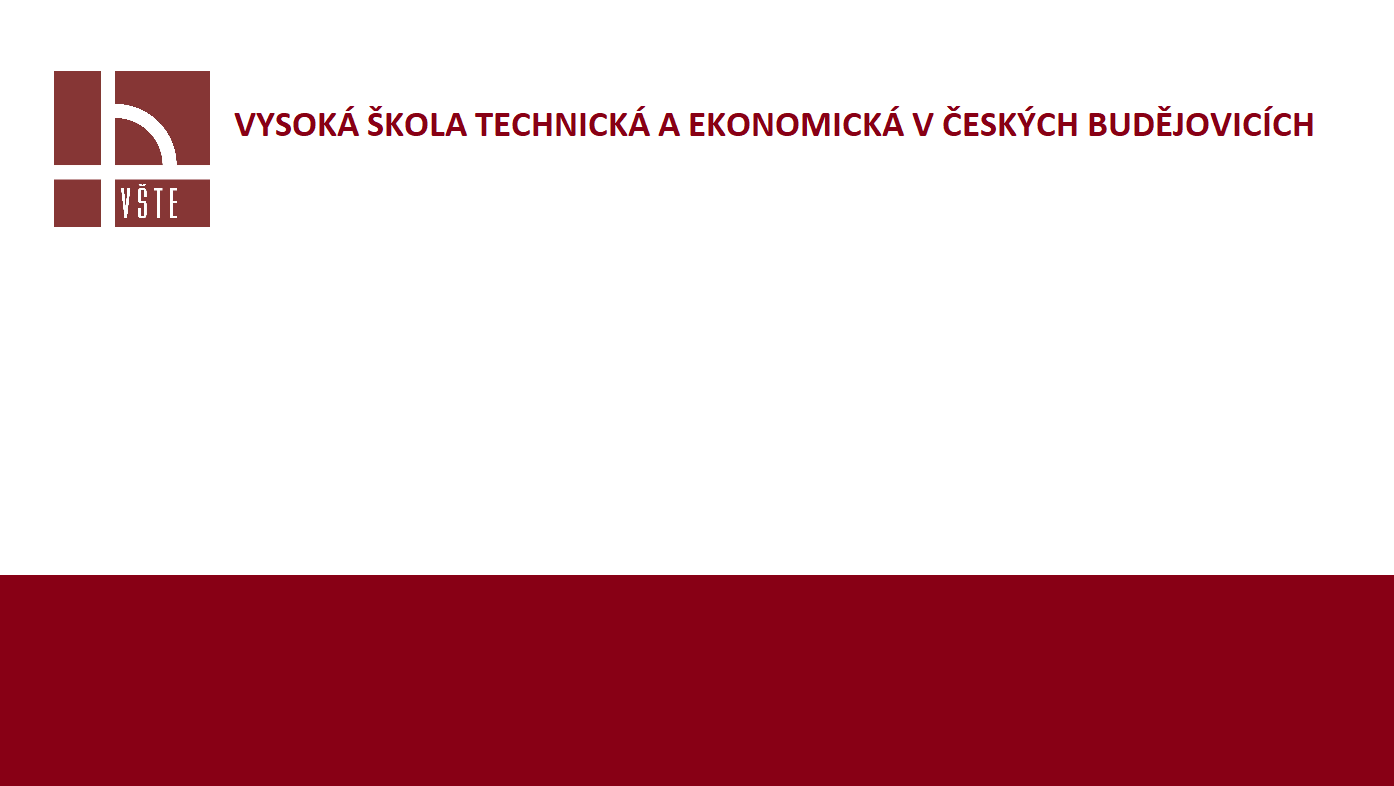 VYSOKÁ ŠKOLA TECHNICKÁ A EKONOMICKÁ V ČESKÝCH BUDĚJOVICÍCH
VŠTE